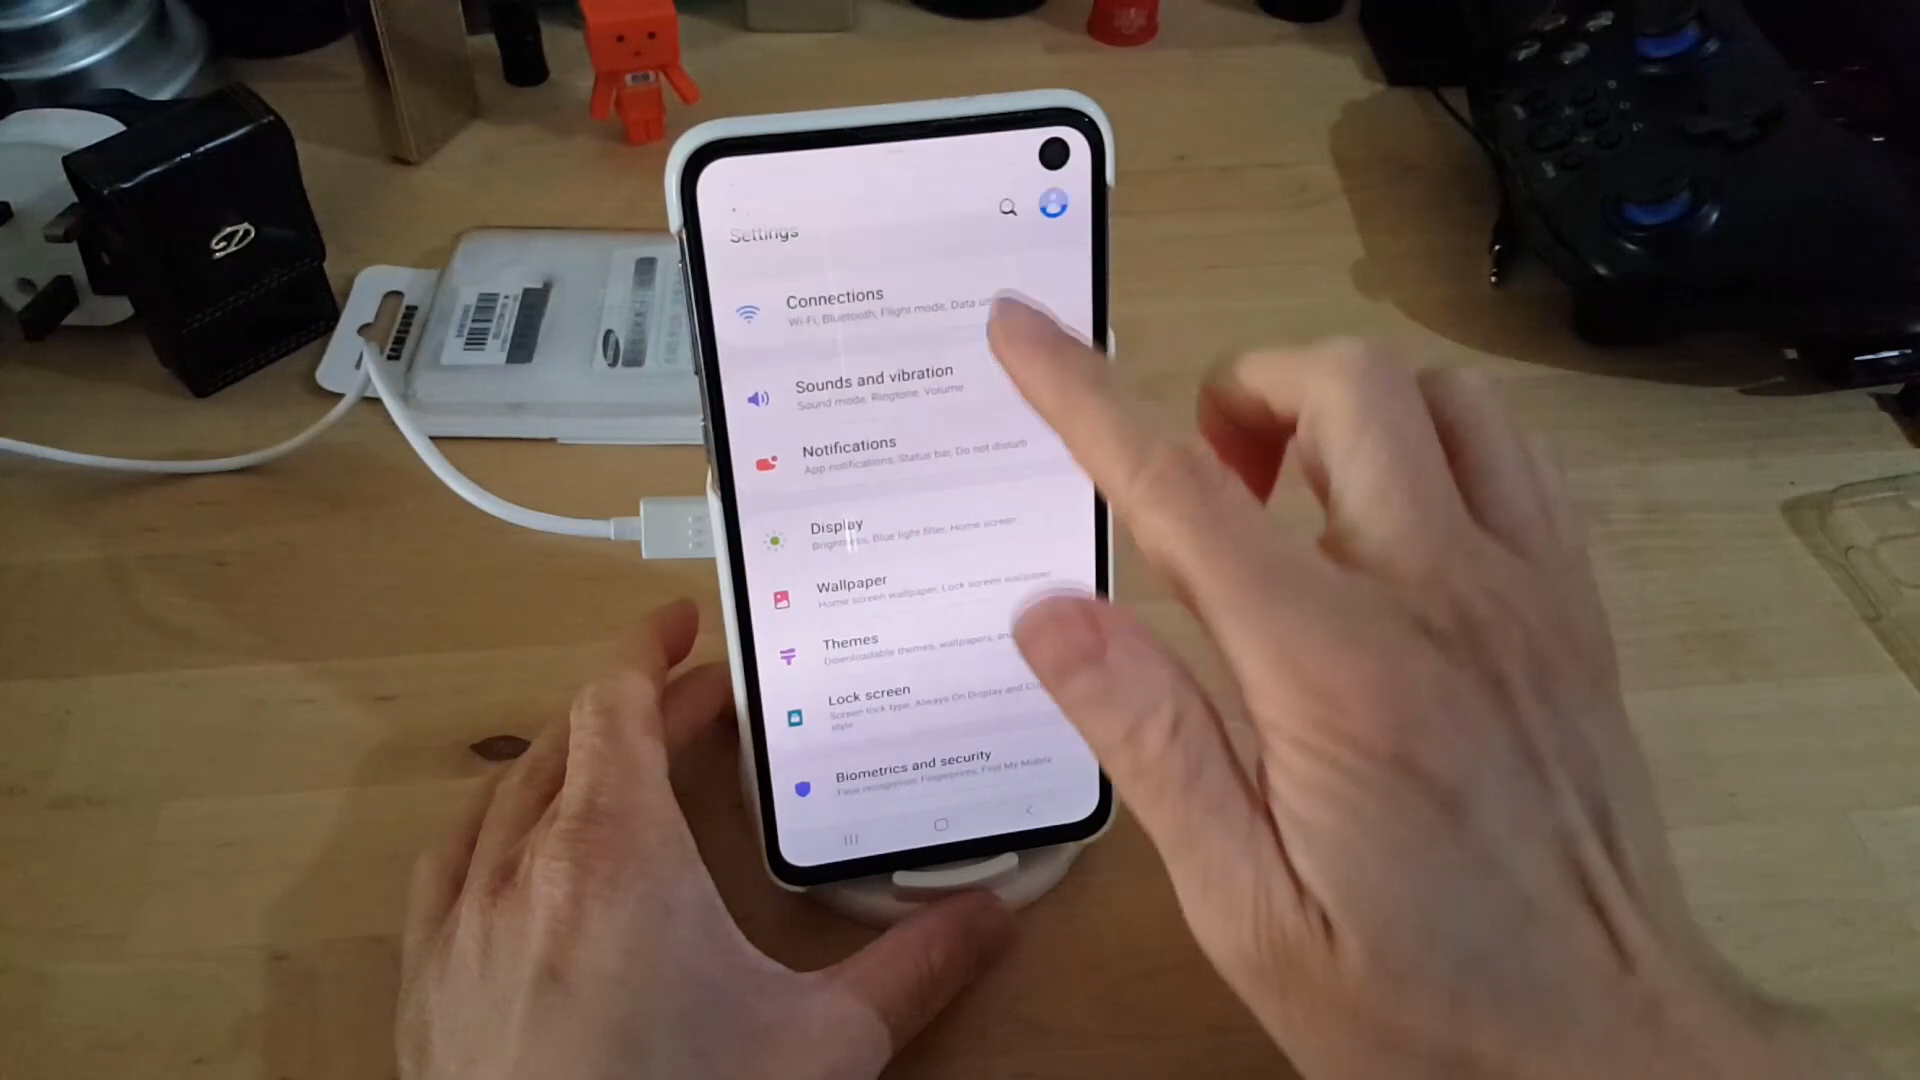 Settings
Connections
Wi-Fi, Bluetooth, Flight mode, Data
Sounds and vibration
Sound mode, Ringtone, Volume
Notifications
App notifications, Status bar, Do not disturb
Display
Brightness, Blue light filter, Home screen
Wallpaper
Home screen wallpaper, Lock screen wallpaper
Themes
Downloadable themes, wallpapers,
Lock screen
Screen lock type, Always On Display and
style
Biometrics and security
Face recognition, Fingerprints, Find My Mobile
SAMSUNG